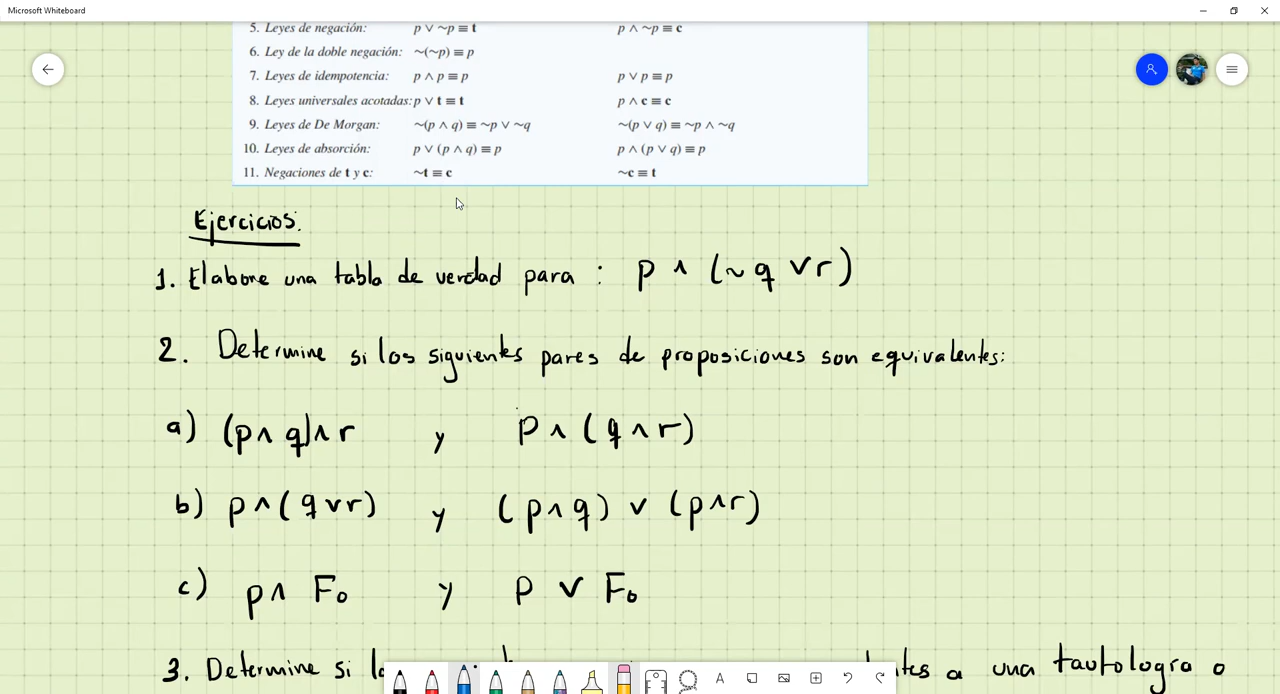 Microsoft Whiteboard
5. Leyes de negación: p ∨ ~p ≡ t p ∧ ~p ≡ c
6. Ley de la doble negación: ~(~p) ≡ p
7. Leyes de idempotencia: p ∧ p ≡ p p ∨ p ≡ p
8. Leyes universales acotadas: p ∨ t ≡ t p ∧ c ≡ c
9. Leyes de De Morgan: ~(p ∧ q) ≡ ~p ∨ ~q ~(p ∨ q) ≡ ~p ∧ ~q
10. Leyes de absorción: p ∨ (p ∧ q) ≡ p p ∧ (p ∨ q) ≡ p
11. Negaciones de t y c: ~t ≡ c ~c ≡ t
Ejercicios:
1. Elabore una tabla de verdad para : p ∧ (~q ∨ r)
2. Determine si los siguientes pares de proposiciones son equivalentes:
a) (p ∧ q) ∧ r y p ∧ (q ∧ r)
b) p ∧ (q ∨ r) y (p ∧ q) ∨ (p ∧ r)
c) p ∧ F₀ y p ∨ F₀
3. Determine si a una tautologra o